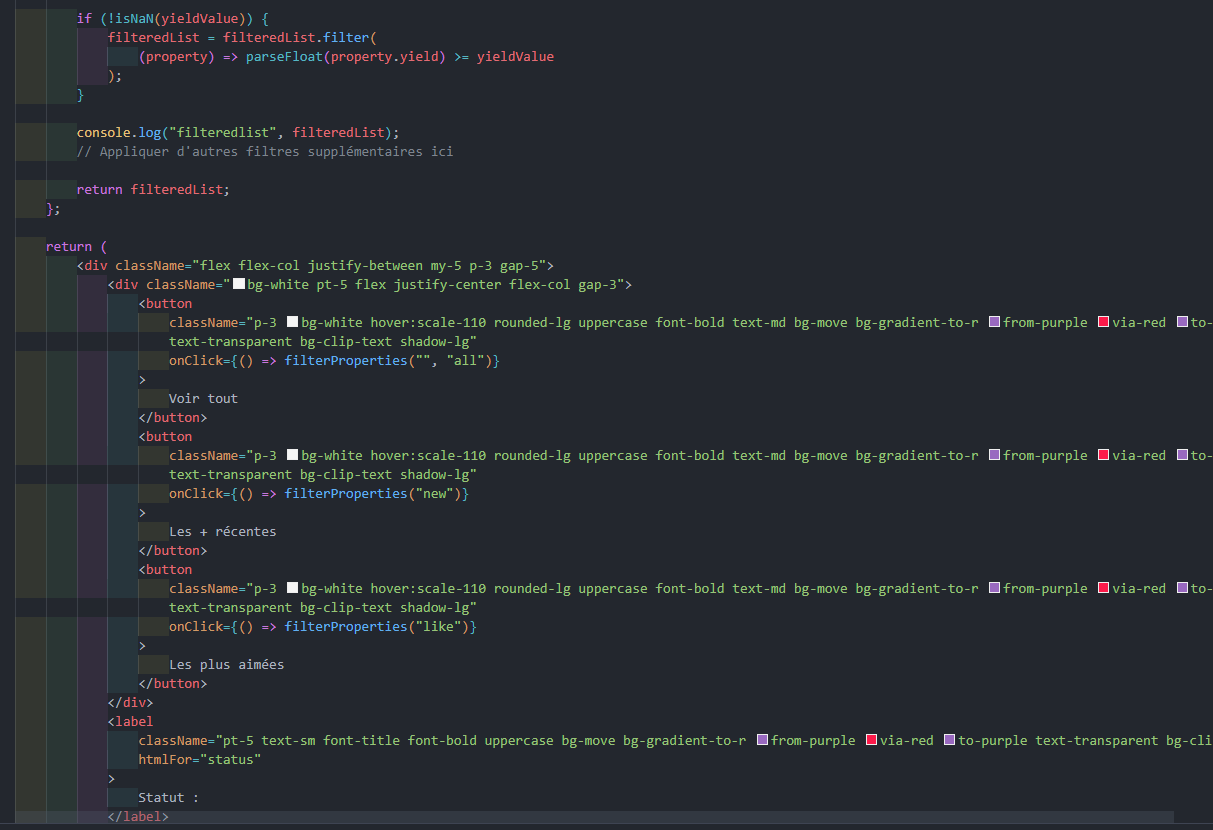 if (!isNaN(yieldValue)) {
filteredList = filteredList.filter(
(property) => parseFloat(property.yield) >= yieldValue
);
}
console.log("filteredlist", filteredList);
// Appliquer d'autres filtres supplémentaires ici
return filteredList;
};
return (
<div className="flex flex-col justify-between my-5 p-3 gap-5">
<div className="bg-white pt-5 flex justify-center flex-col gap-3">
<button
className="p-3 bg-white hover:scale-110 rounded-lg uppercase font-bold text-md bg-move bg-gradient-to-r from-purple via-red to-
text-transparent bg-clip-text shadow-lg"
onClick={() => filterProperties("", "all")}
>
Voir tout
</button>
<button
className="p-3 bg-white hover:scale-110 rounded-lg uppercase font-bold text-md bg-move bg-gradient-to-r from-purple via-red to-
text-transparent bg-clip-text shadow-lg"
onClick={() => filterProperties("new")}
>
Les + récentes
</button>
<button
className="p-3 bg-white hover:scale-110 rounded-lg uppercase font-bold text-md bg-move bg-gradient-to-r from-purple via-red to-
text-transparent bg-clip-text shadow-lg"
onClick={() => filterProperties("like")}
>
Les plus aimées
</button>
</div>
<label
className="pt-5 text-sm font-title font-bold uppercase bg-move bg-gradient-to-r from-purple via-red to-purple text-transparent bg-cli
htmlFor="status"
>
Statut :
</label>